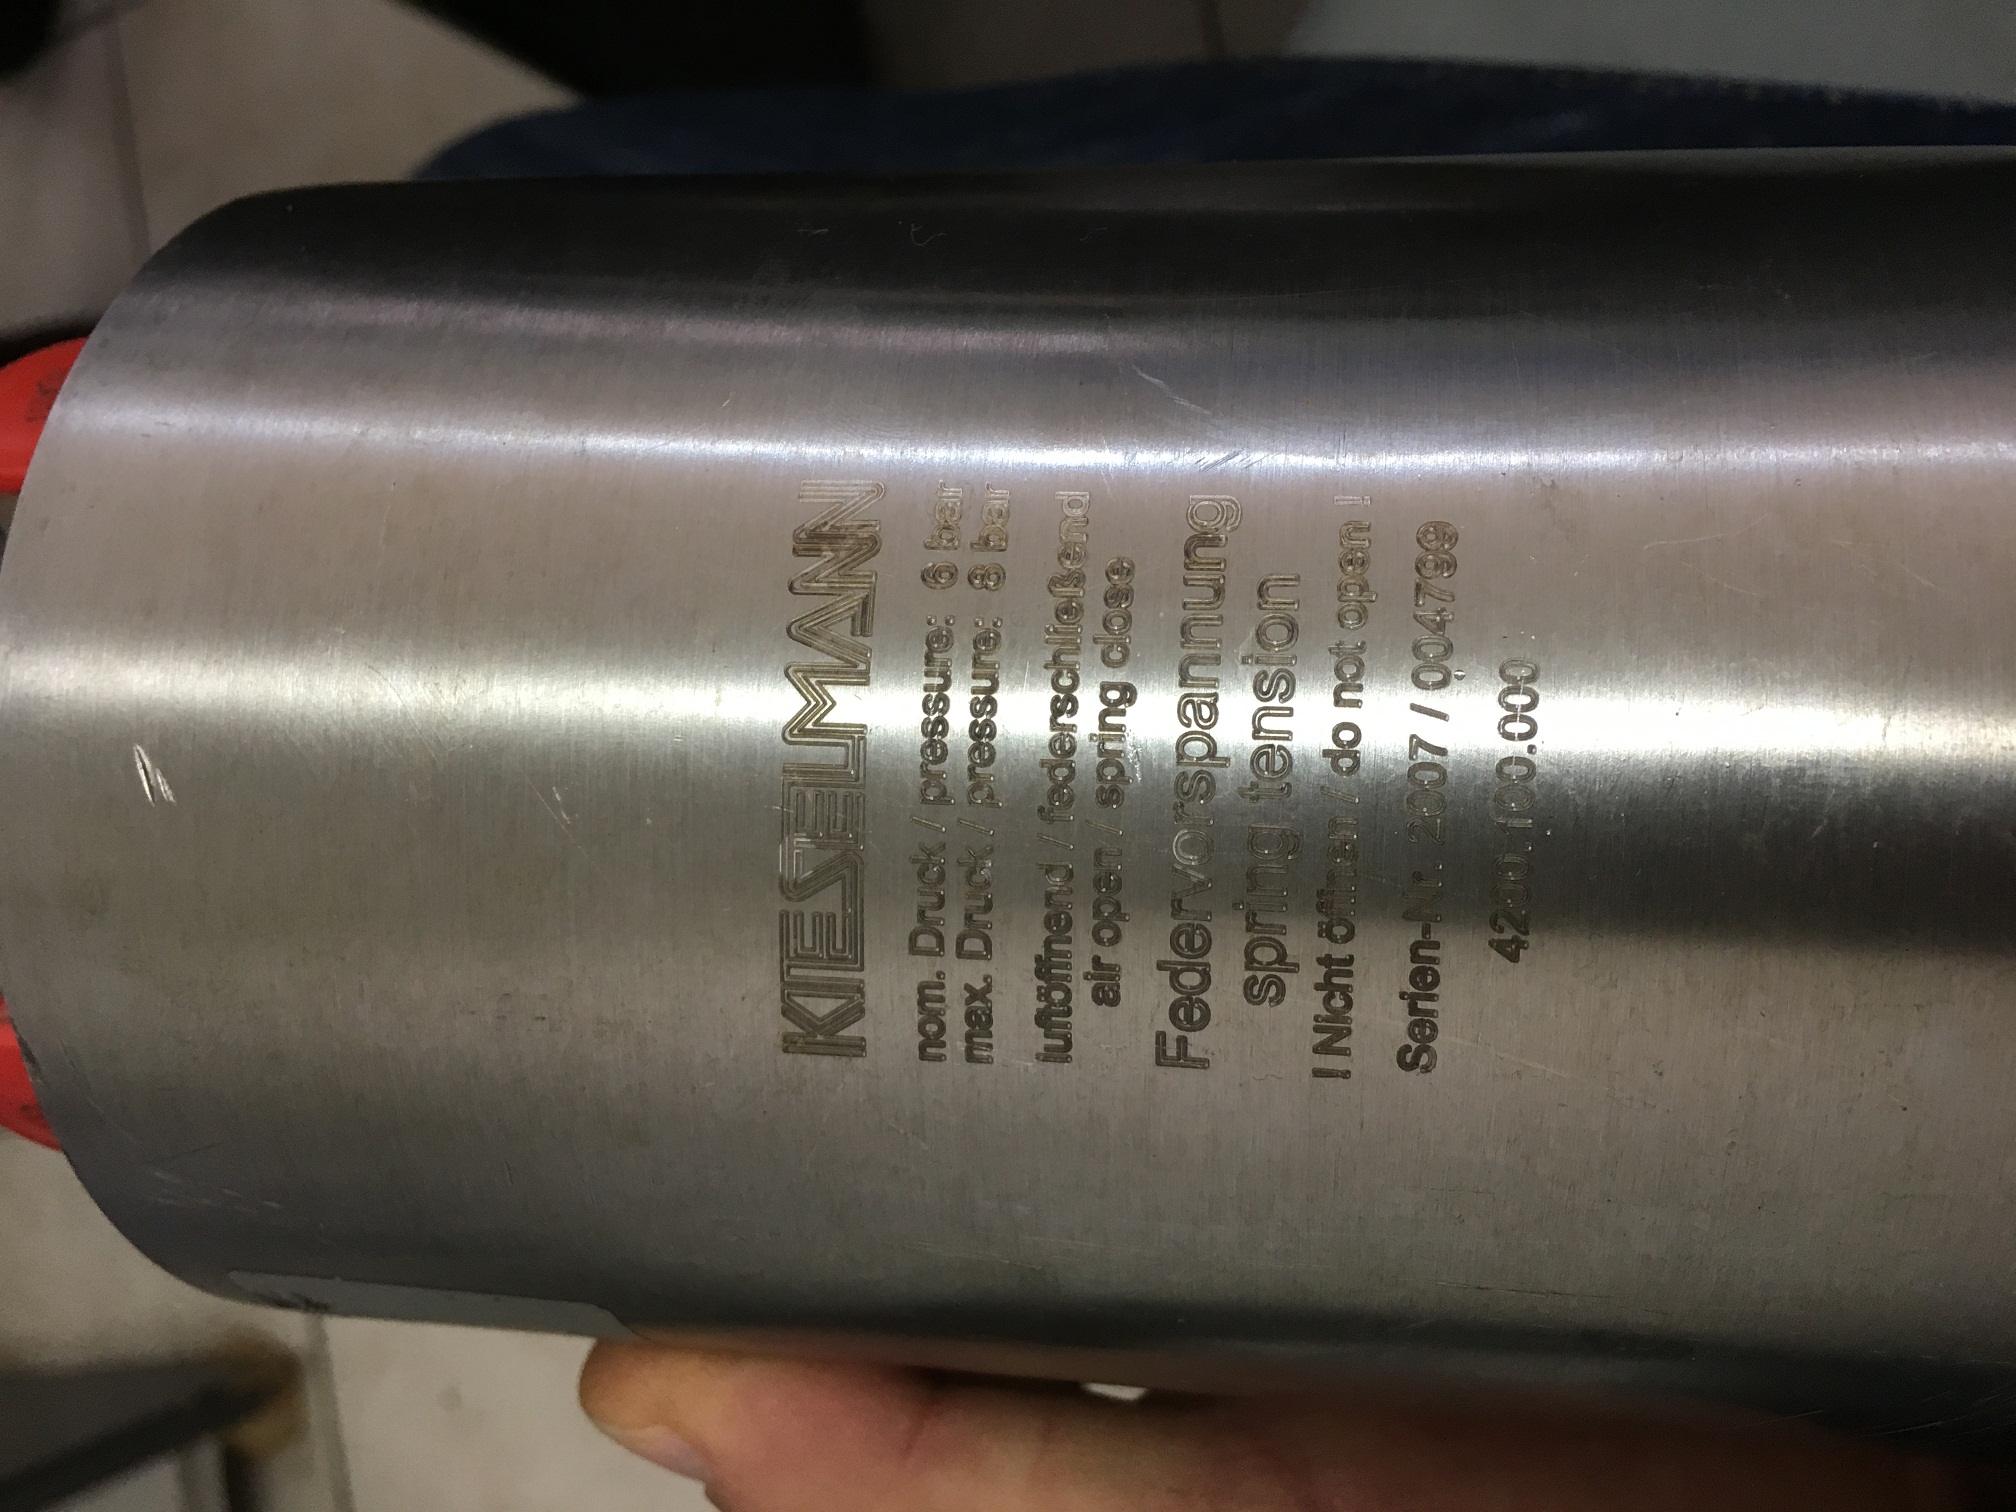 KIESELMANN
nom. Druck / pressure: 6 bar
max. Druck / pressure: 8 bar
luftöffnend / federschließend
air open / spring close
Federvorspannung
spring tension
! Nicht öffnen / do not open !
Serien-Nr. 2007 / 004799
4200.100.000